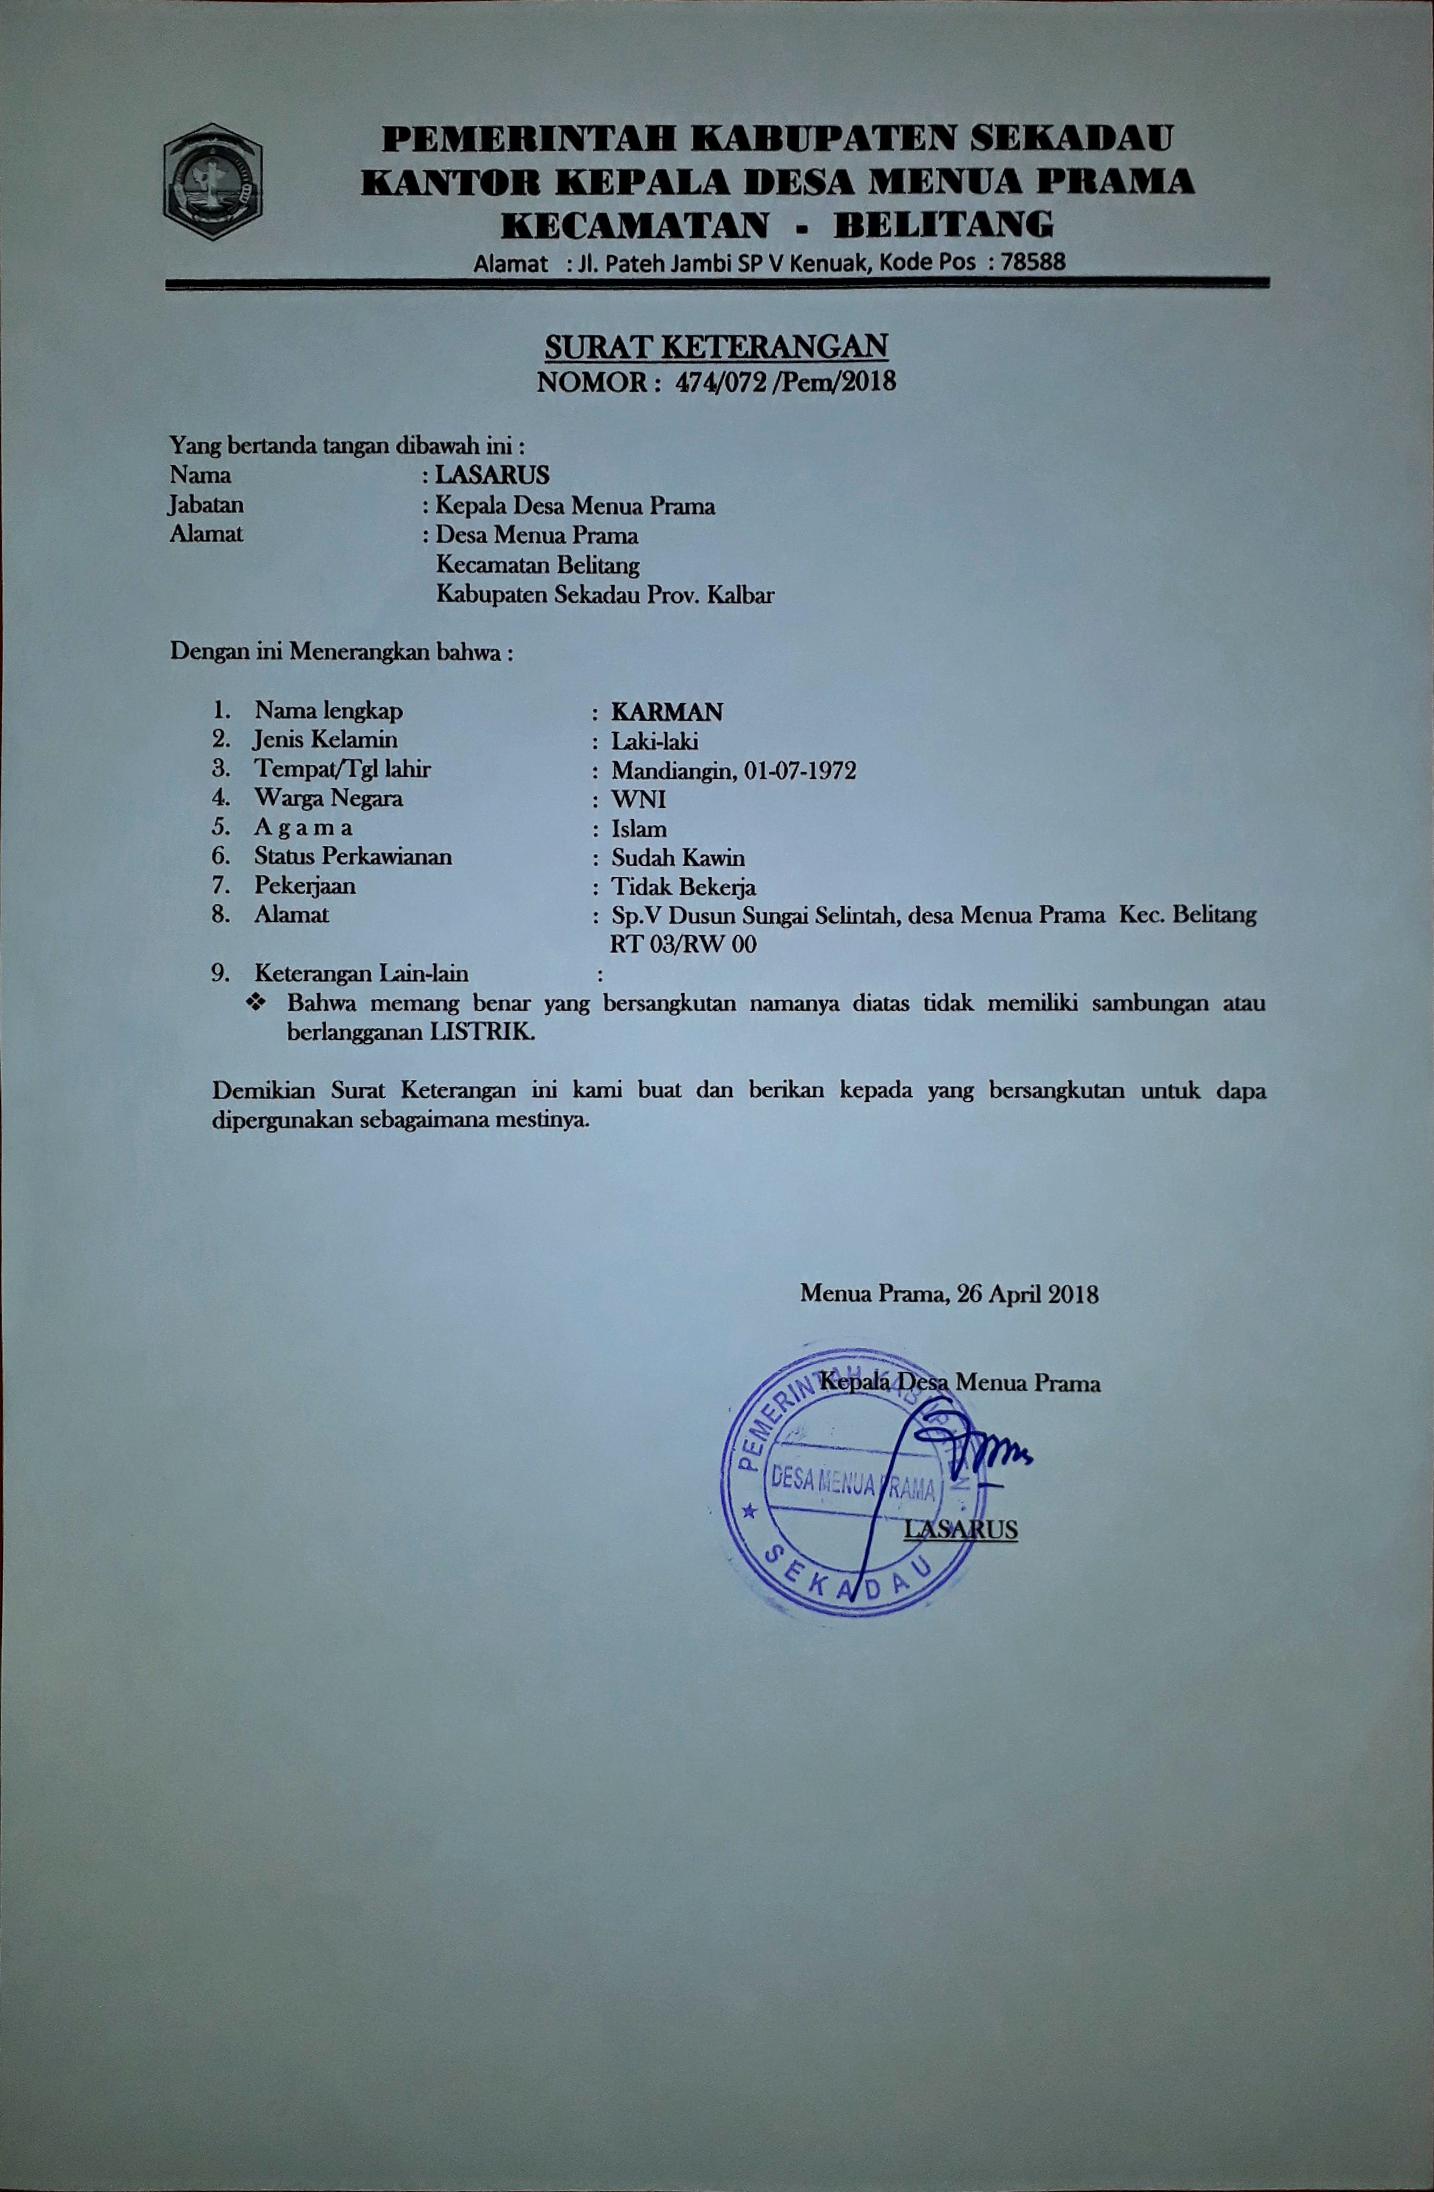 PEMERINTAH KABUPATEN SEKADAU
KANTOR KEPALA DESA MENUA PRAMA
KECAMATAN - BELITANG
Alamat : Jl. Pateh Jambi SP V Kenuak, Kode Pos : 78588
SURAT KETERANGAN
NOMOR : 474/072 /Pem/2018
Yang bertanda tangan dibawah ini :
Nama : LASARUS
Jabatan : Kepala Desa Menua Prama
Alamat : Desa Menua Prama
Kecamatan Belitang
Kabupaten Sekadau Prov. Kalbar
Dengan ini Menerangkan bahwa :
1. Nama lengkap : KARMAN
2. Jenis Kelamin : Laki-laki
3. Tempat/Tgl lahir : Mandiangin, 01-07-1972
4. Warga Negara : WNI
5. A g a m a : Islam
6. Status Perkawianan : Sudah Kawin
7. Pekerjaan : Tidak Bekerja
8. Alamat : Sp.V Dusun Sungai Selintah, desa Menua Prama Kec. Belitang
RT 03/RW 00
9. Keterangan Lain-lain :
❖ Bahwa memang benar yang bersangkutan namanya diatas tidak memiliki sambungan atau
berlangganan LISTRIK.
Demikian Surat Keterangan ini kami buat dan berikan kepada yang bersangkutan untuk dapa
dipergunakan sebagaimana mestinya.
Menua Prama, 26 April 2018
Kepala Desa Menua Prama
PEMERINTAH KABUPATEN
DESA MENUA PRAMA
SEKADAU
LASARUS